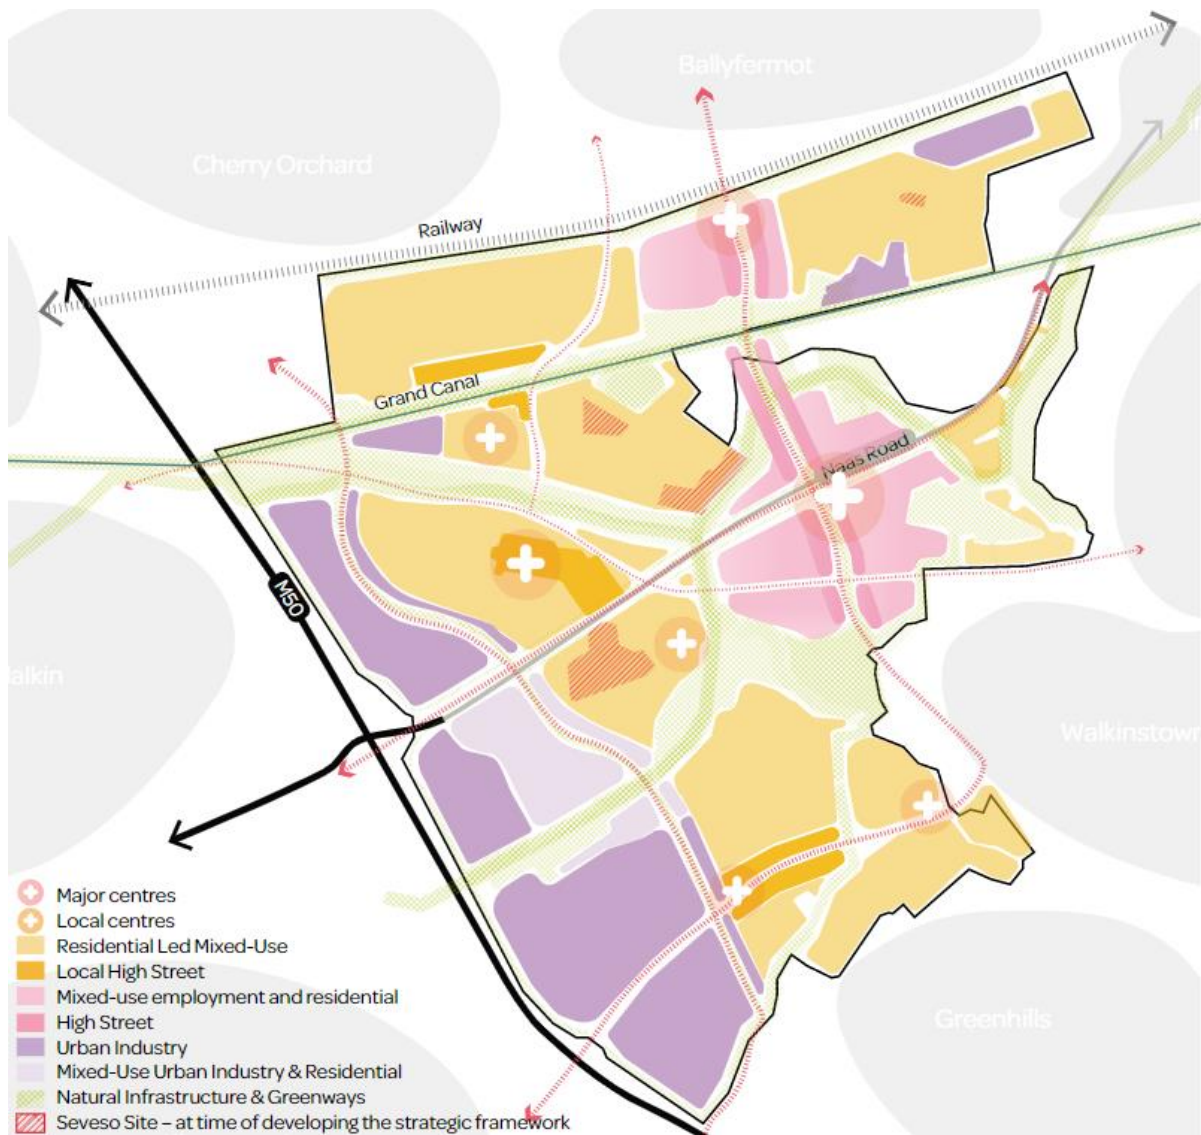 Ballyfermot
Cherry Orchard
Railway
Grand Canal
Naas Road
M50
Walkinstown
Greenhills
Major centres
Local centres
Residential Led Mixed-Use
Local High Street
Mixed-use employment and residential
High Street
Urban Industry
Mixed-Use Urban Industry & Residential
Natural Infrastructure & Greenways
Seveso Site – at time of developing the strategic framework